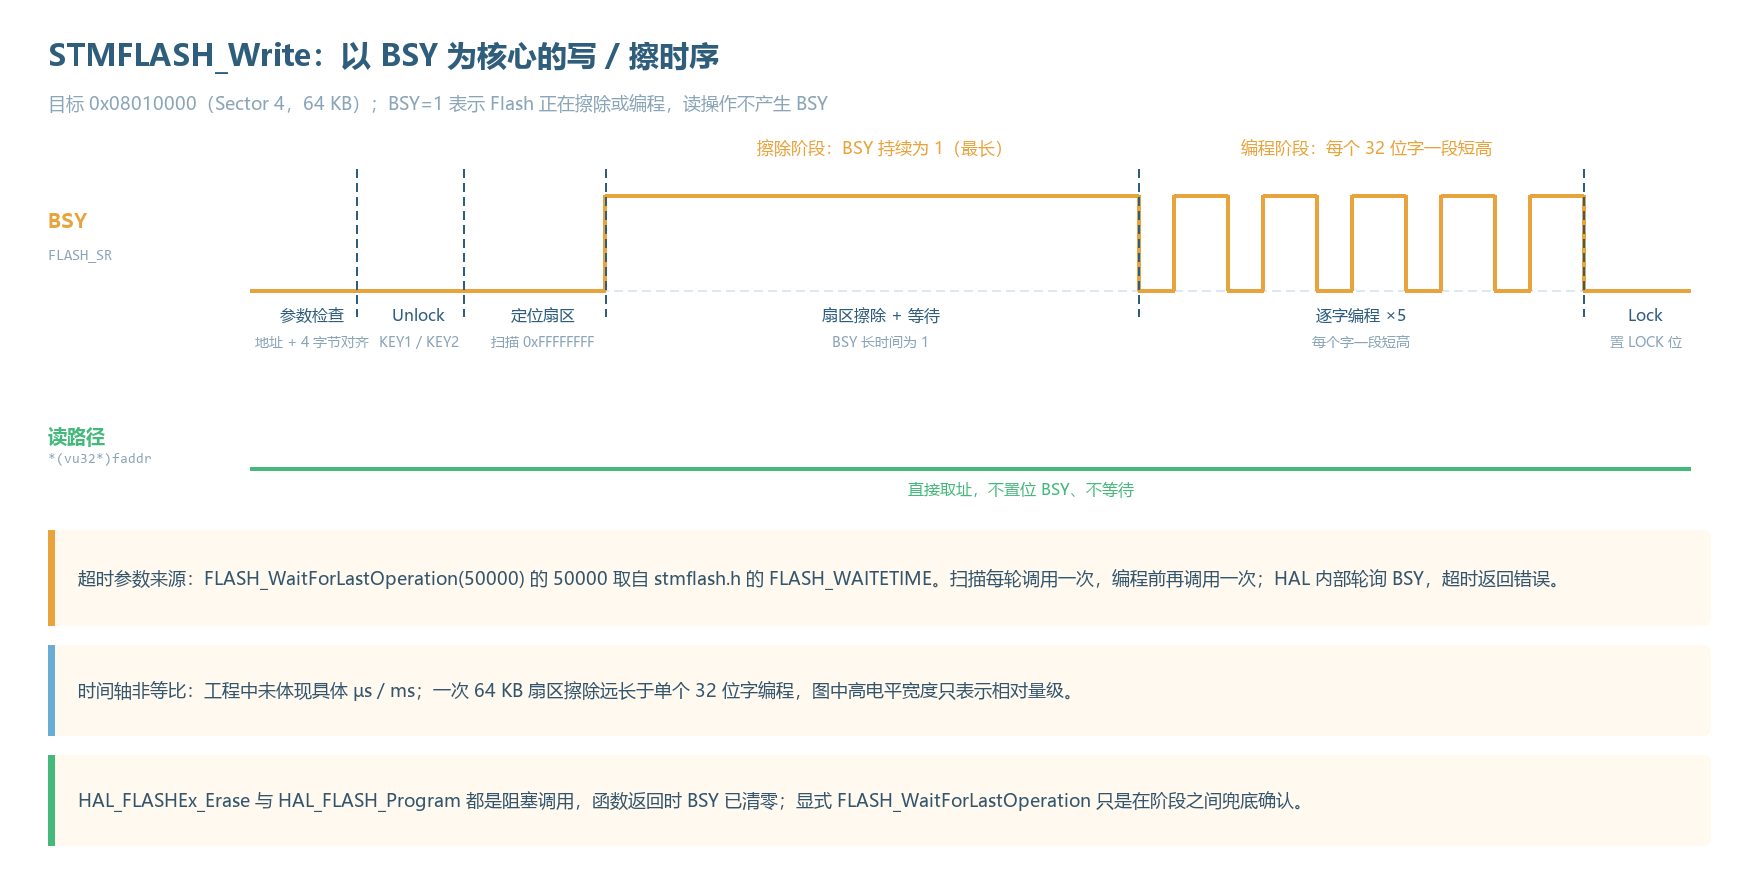 STMFLASH_Write：以 BSY 为核心的写 / 擦时序
目标 0x08010000（Sector 4，64 KB）；BSY=1 表示 Flash 正在擦除或编程，读操作不产生 BSY
擦除阶段：BSY 持续为 1（最长）
编程阶段：每个 32 位字一段短高
BSY
FLASH_SR
参数检查
Unlock
定位扇区
扇区擦除 + 等待
逐字编程 ×5
Lock
地址 + 4 字节对齐
KEY1 / KEY2
扫描 0xFFFFFFFF
BSY 长时间为 1
每个字一段短高
置 LOCK 位
读路径
*(vu32*)faddr
直接取址，不置位 BSY、不等待
超时参数来源：FLASH_WaitForLastOperation(50000) 的 50000 取自 stmflash.h 的 FLASH_WAITETIME。扫描每轮调用一次，编程前再调用一次；HAL 内部轮询 BSY，超时返回错误。
时间轴非等比：工程中未体现具体 μs / ms；一次 64 KB 扇区擦除远长于单个 32 位字编程，图中高电平宽度只表示相对量级。
HAL_FLASHEx_Erase 与 HAL_FLASH_Program 都是阻塞调用，函数返回时 BSY 已清零；显式 FLASH_WaitForLastOperation 只是在阶段之间兜底确认。